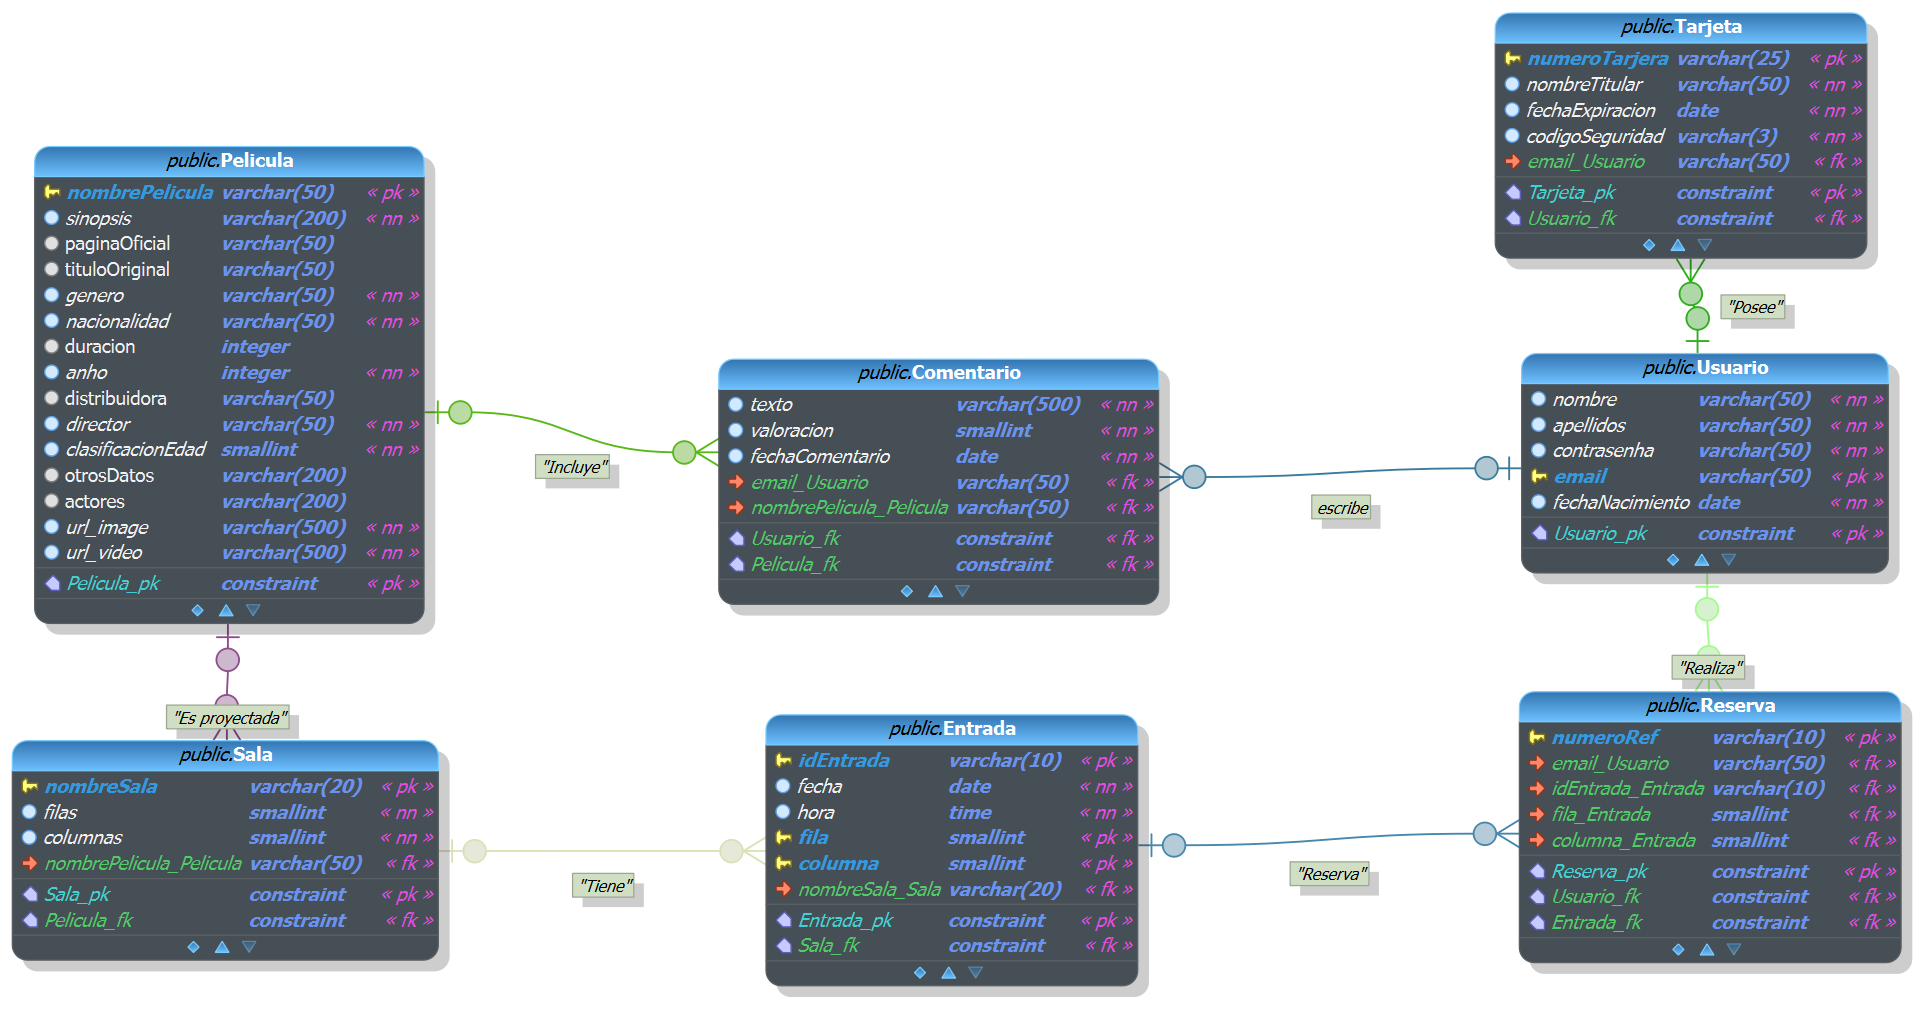 public.Tarjeta
numeroTarjera varchar(25) « pk »
nombreTitular varchar(50) « nn »
fechaExpiracion date « nn »
codigoSeguridad varchar(3) « nn »
email_Usuario varchar(50) « fk »
Tarjeta_pk constraint « pk »
Usuario_fk constraint « fk »
"Posee"
public.Pelicula
nombrePelicula varchar(50) « pk »
sinopsis varchar(200) « nn »
paginaOficial varchar(50)
tituloOriginal varchar(50)
genero varchar(50) « nn »
nacionalidad varchar(50) « nn »
duracion integer
anho integer « nn »
distribuidora varchar(50)
director varchar(50) « nn »
clasificacionEdad smallint « nn »
otrosDatos varchar(200)
actores varchar(200)
url_image varchar(500) « nn »
url_video varchar(500) « nn »
Pelicula_pk constraint « pk »
"Incluye"
public.Comentario
texto varchar(500) « nn »
valoracion smallint « nn »
fechaComentario date « nn »
email_Usuario varchar(50) « fk »
nombrePelicula_Pelicula varchar(50) « fk »
Usuario_fk constraint « fk »
Pelicula_fk constraint « fk »
escribe
public.Usuario
nombre varchar(50) « nn »
apellidos varchar(50) « nn »
contrasenha varchar(50) « nn »
email varchar(50) « pk »
fechaNacimiento date « nn »
Usuario_pk constraint « pk »
"Realiza"
"Es proyectada"
public.Sala
nombreSala varchar(20) « pk »
filas smallint « nn »
columnas smallint « nn »
nombrePelicula_Pelicula varchar(50) « fk »
Sala_pk constraint « pk »
Pelicula_fk constraint « fk »
"Tiene"
public.Entrada
idEntrada varchar(10) « pk »
fecha date « nn »
hora time « nn »
fila smallint « pk »
columna smallint « pk »
nombreSala_Sala varchar(20) « fk »
Entrada_pk constraint « pk »
Sala_fk constraint « fk »
"Reserva"
public.Reserva
numeroRef varchar(10) « pk »
email_Usuario varchar(50) « fk »
idEntrada_Entrada varchar(10) « fk »
fila_Entrada smallint « fk »
columna_Entrada smallint « fk »
Reserva_pk constraint « pk »
Usuario_fk constraint « fk »
Entrada_fk constraint « fk »